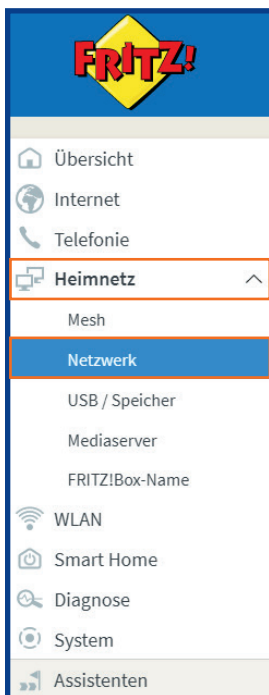 FRITZ!
Übersicht
Internet
Telefonie
Heimnetz
Mesh
Netzwerk
USB / Speicher
Mediaserver
FRITZ!Box-Name
WLAN
Smart Home
Diagnose
System
Assistenten